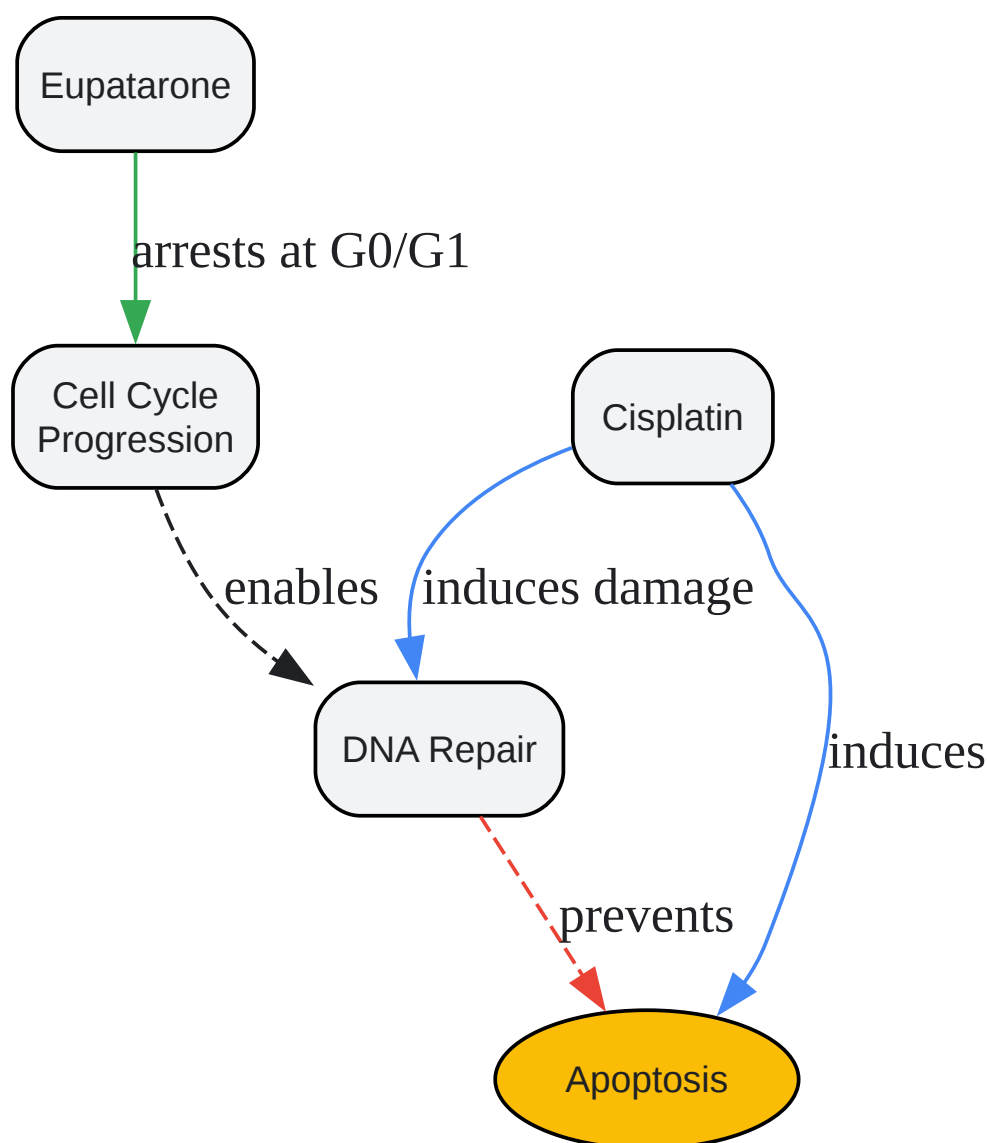 Eupatarone
arrests at G0/G1
Cell Cycle
Progression
Cisplatin
enables
induces damage
DNA Repair
induces
prevents
Apoptosis